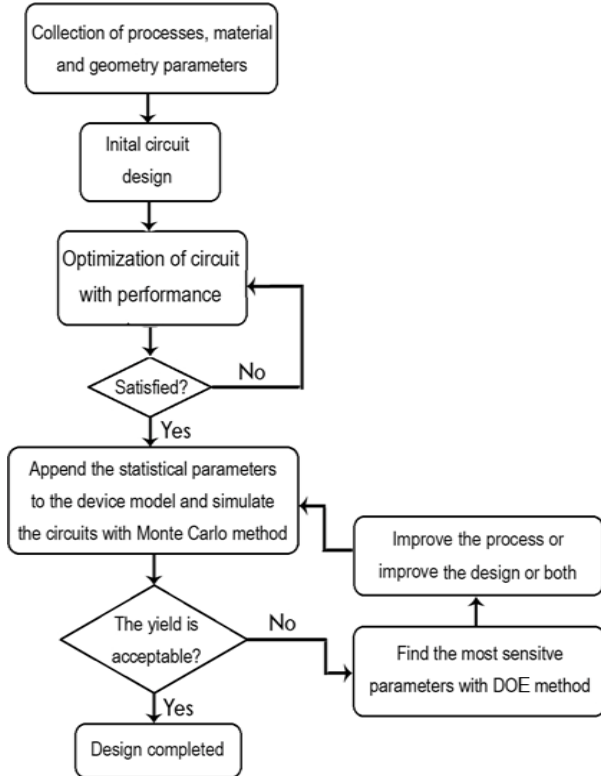 Collection of processes, material
and geometry parameters
Inital circuit
design
Optimization of circuit
with performance
Satisfied?
No
Yes
Append the statistical parameters
to the device model and simulate
the circuits with Monte Carlo method
Improve the process or
improve the design or both
The yield is
acceptable?
No
Find the most sensitve
parameters with DOE method
Yes
Design completed